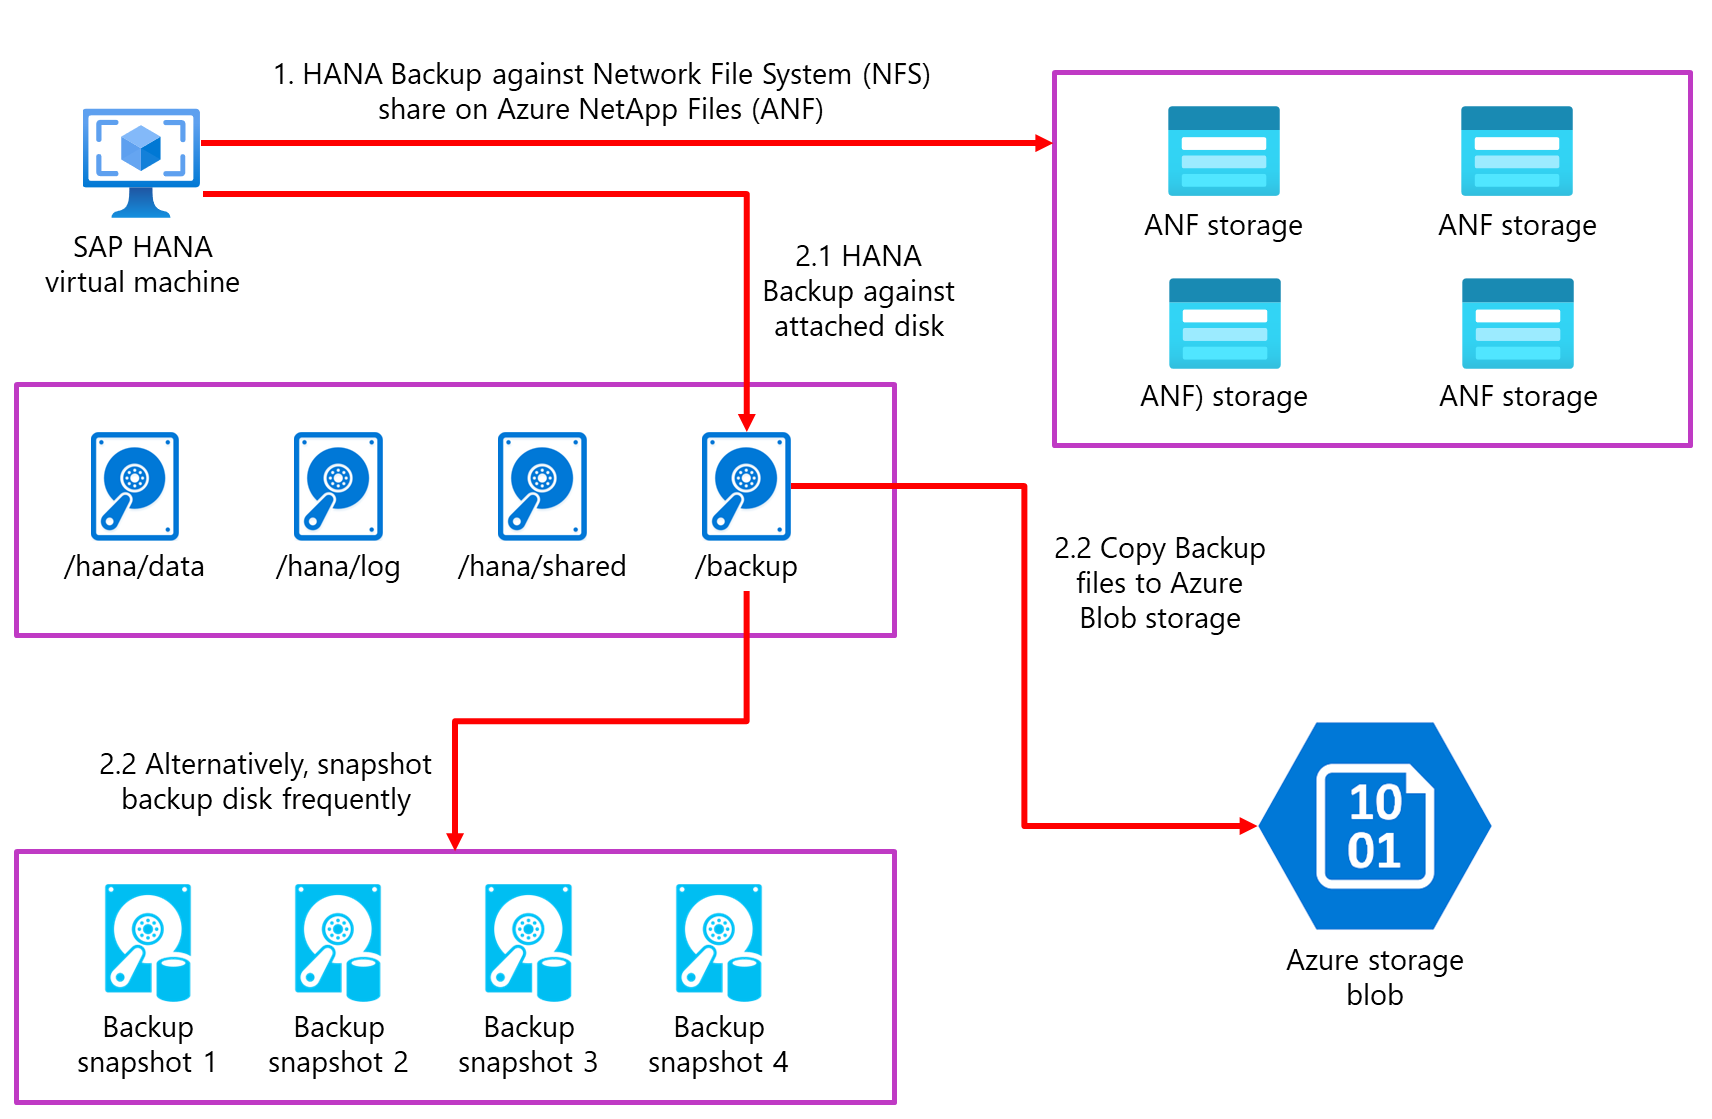 1. HANA Backup against Network File System (NFS)
share on Azure NetApp Files (ANF)
SAP HANA
virtual machine
ANF storage
ANF storage
ANF) storage
ANF storage
2.1 HANA
Backup against
attached disk
/hana/data
/hana/log
/hana/shared
/backup
2.2 Copy Backup
files to Azure
Blob storage
2.2 Alternatively, snapshot
backup disk frequently
10
01
Azure storage
blob
Backup
snapshot 1
Backup
snapshot 2
Backup
snapshot 3
Backup
snapshot 4